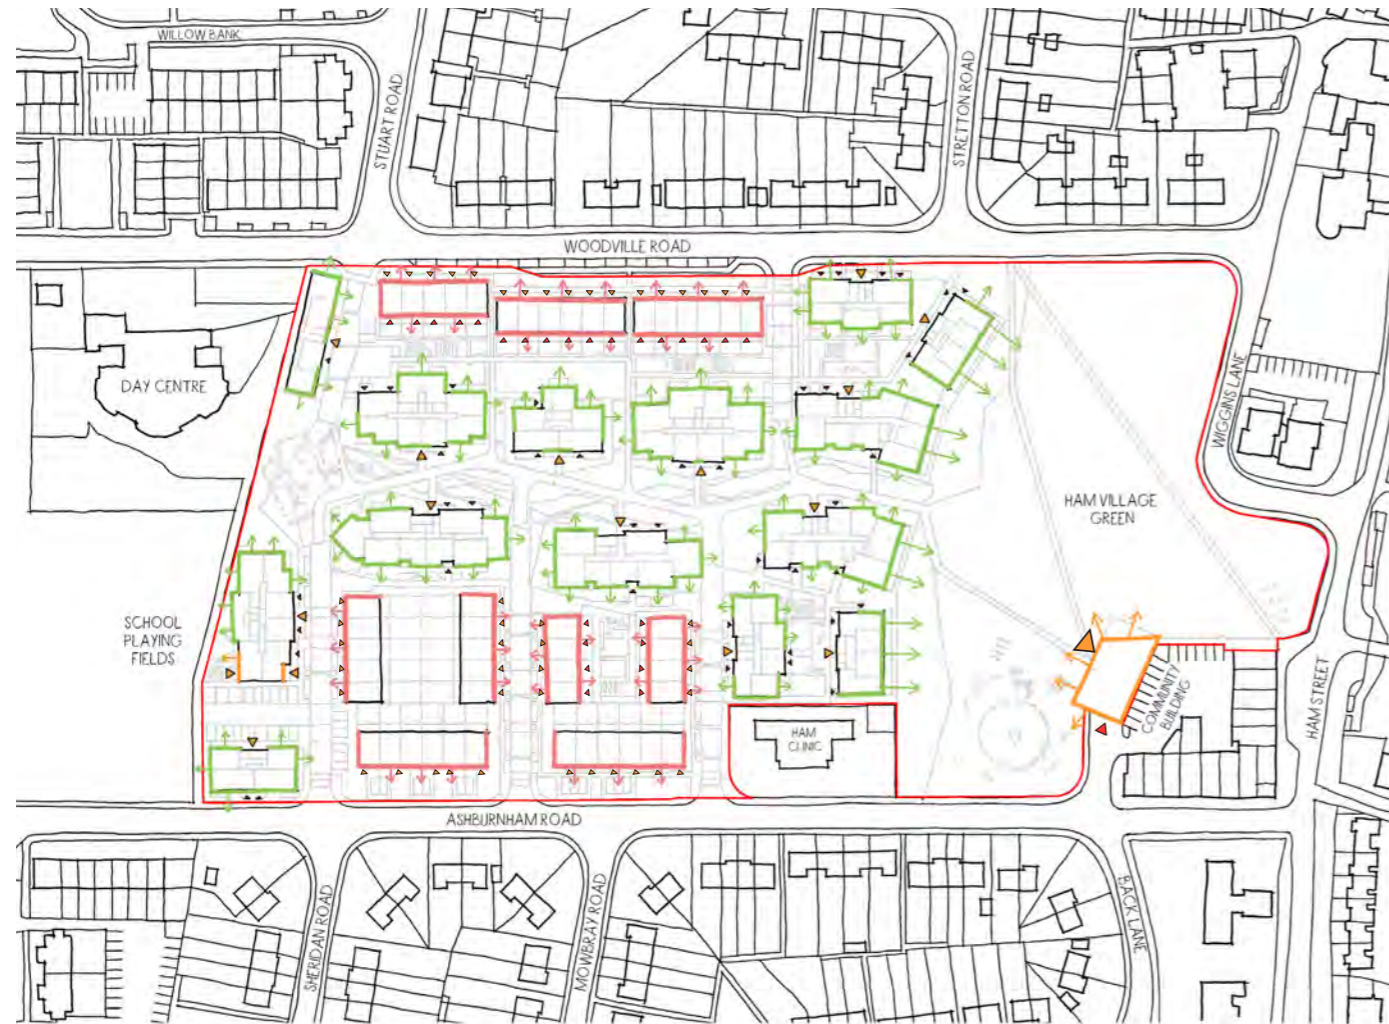 WILLOW BANK
STUART ROAD
STRETTON ROAD
WOODVILLE ROAD
DAY CENTRE
WIGGINS LANE
HAM VILLAGE
GREEN
SCHOOL
PLAYING
FIELDS
HAM
CLINIC
COMMUNITY
BUILDING
HAM STREET
ASHBURNHAM ROAD
SHERIDAN ROAD
MOWBRAY ROAD
BACK LANE